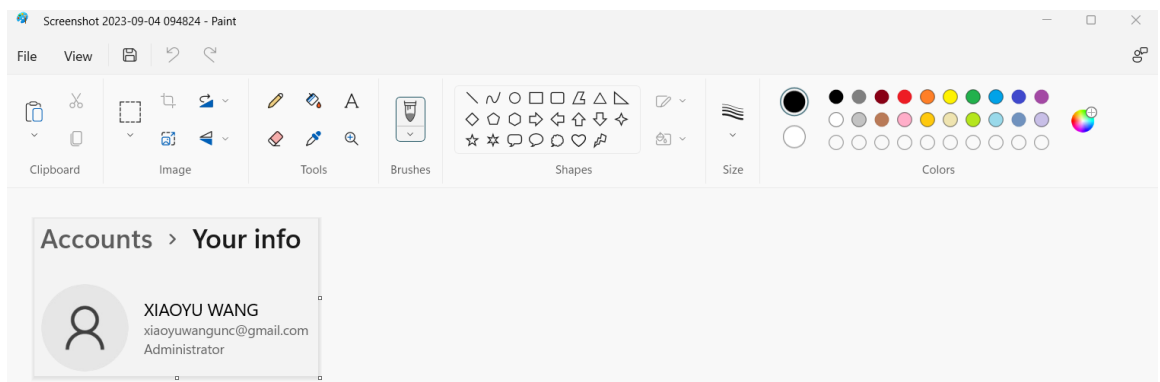 Screenshot 2023-09-04 094824 - Paint
File View
A
Clipboard Image Tools Brushes Shapes Size Colors
Accounts > Your info
XIAOYU WANG
xiaoyuwangunc@gmail.com
Administrator